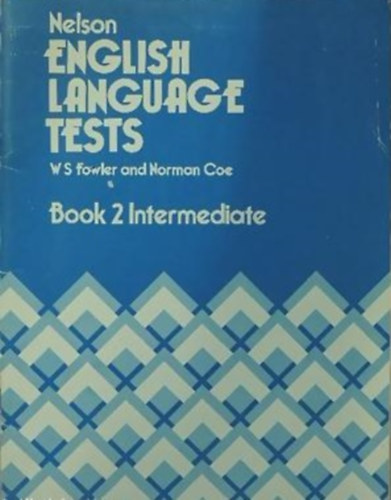 Nelson
ENGLISH
LANGUAGE
TESTS
W S Fowler and Norman Coe
Book 2 Intermediate